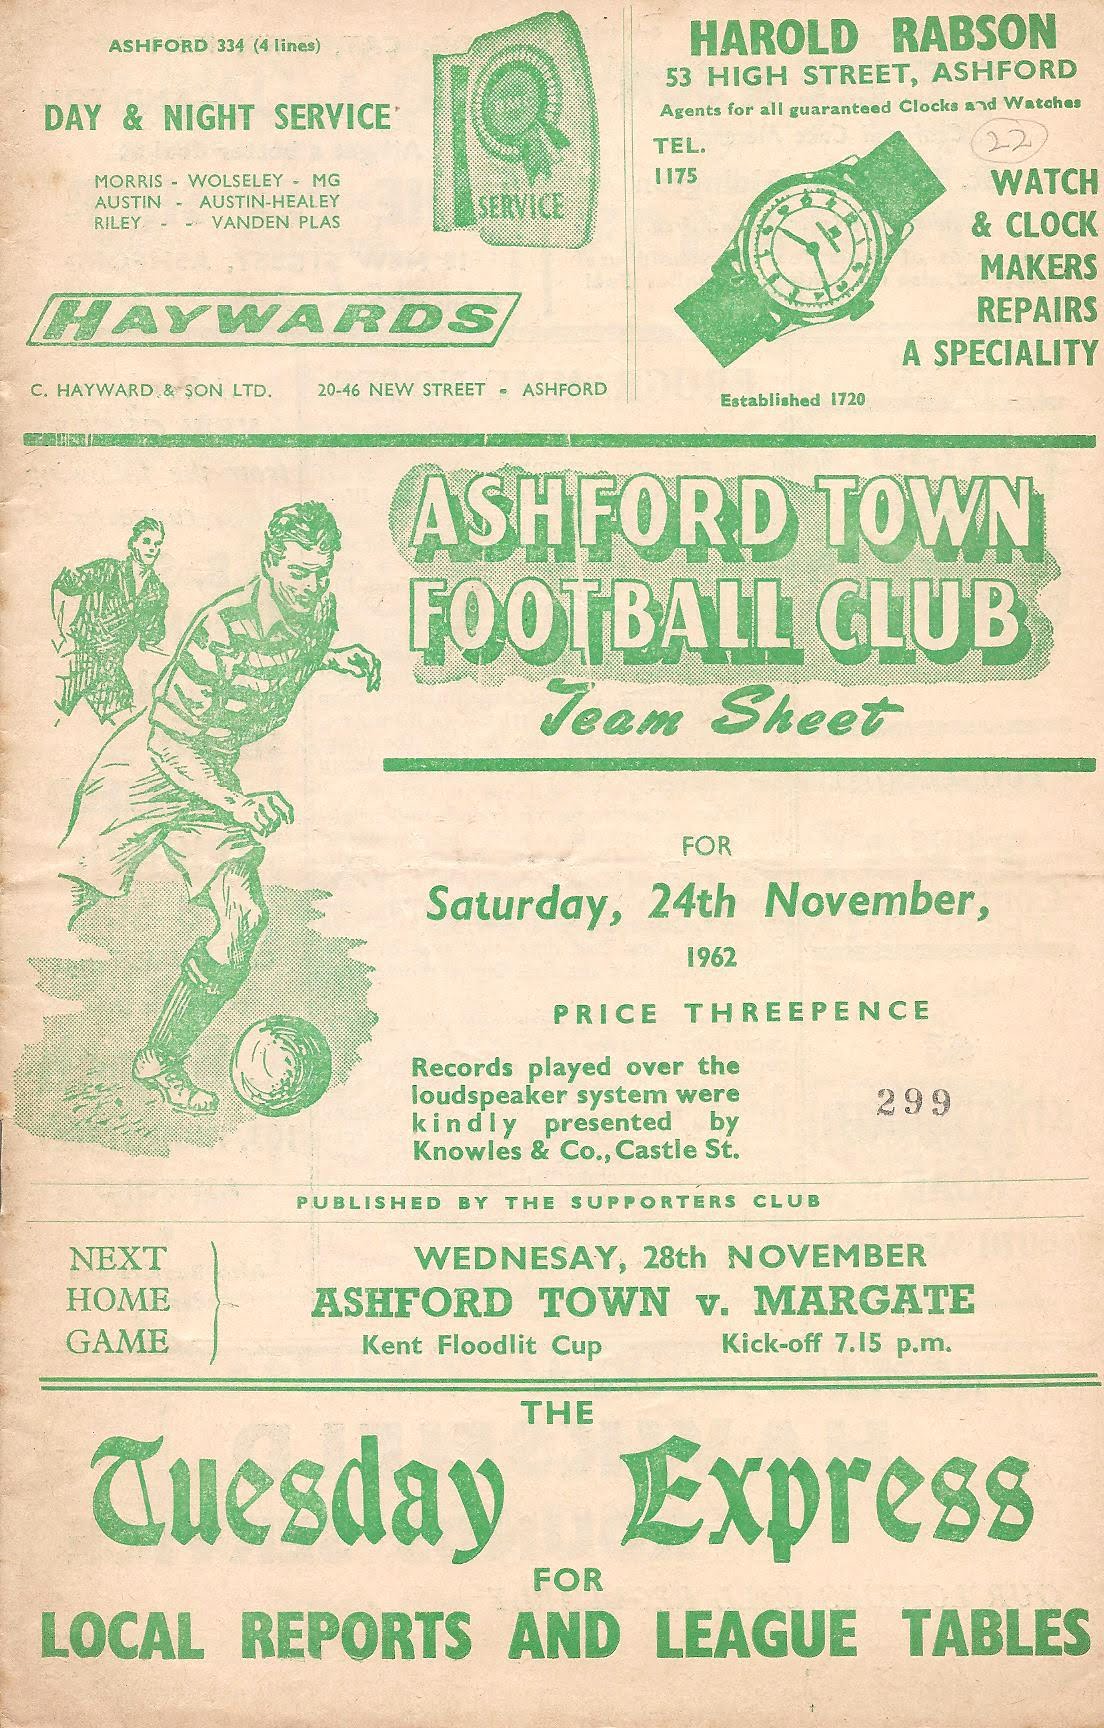 ASHFORD 334 (4 lines)
DAY & NIGHT SERVICE
MORRIS - WOLSELEY - MG
AUSTIN - AUSTIN-HEALEY
RILEY - - VANDEN PLAS
SERVICE
HAYWARDS
C. HAYWARD & SON LTD. 20-46 NEW STREET - ASHFORD
HAROLD RABSON
53 HIGH STREET, ASHFORD
Agents for all guaranteed Clocks and Watches
22
TEL.
1175
WATCH
& CLOCK
MAKERS
REPAIRS
A SPECIALITY
Established 1720
ASHFORD TOWN
FOOTBALL CLUB
Team Sheet
FOR
Saturday, 24th November,
1962
PRICE THREEPENCE
Records played over the
loudspeaker system were
kindly presented by
Knowles & Co., Castle St.
299
PUBLISHED BY THE SUPPORTERS CLUB
NEXT
HOME
GAME
WEDNESAY, 28th NOVEMBER
ASHFORD TOWN v. MARGATE
Kent Floodlit Cup Kick-off 7.15 p.m.
THE
Tuesday Express
FOR
LOCAL REPORTS AND LEAGUE TABLES